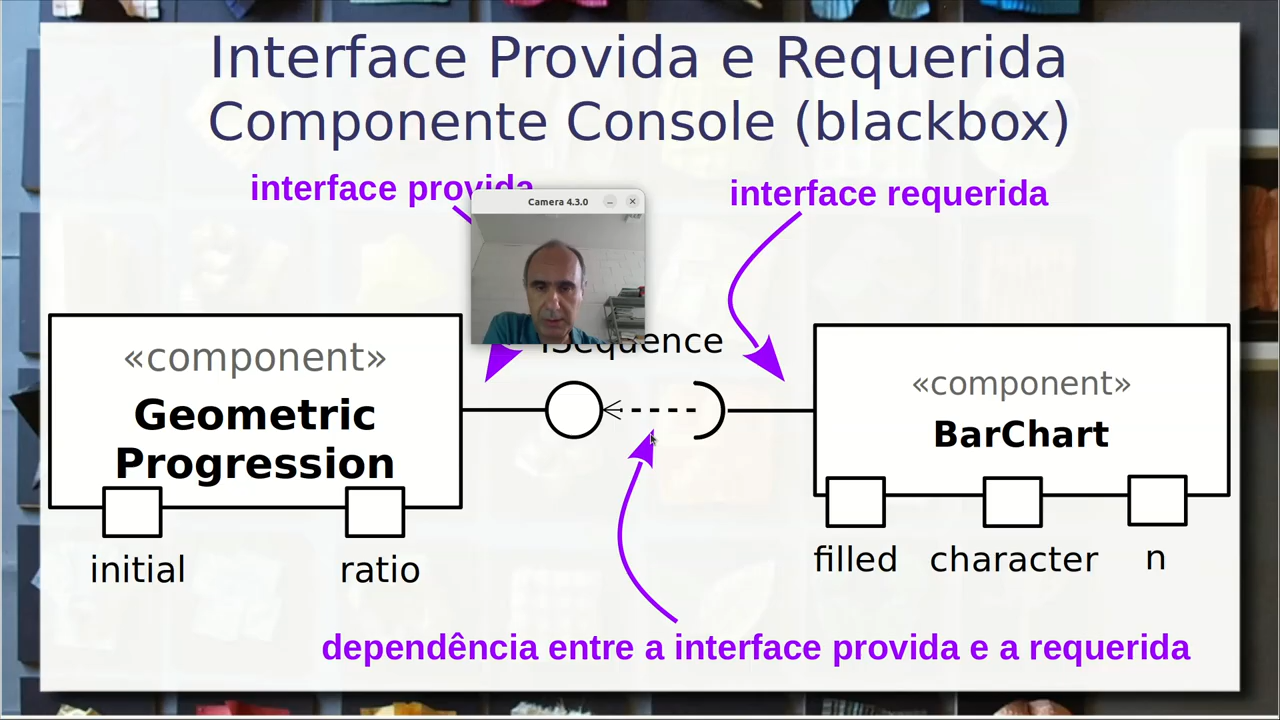 Interface Provida e Requerida
Componente Console (blackbox)
interface provida
interface requerida
Camera 4.3.0
«component»
Geometric
Progression
initial
ratio
ISequence
«component»
BarChart
filled
character
n
dependência entre a interface provida e a requerida